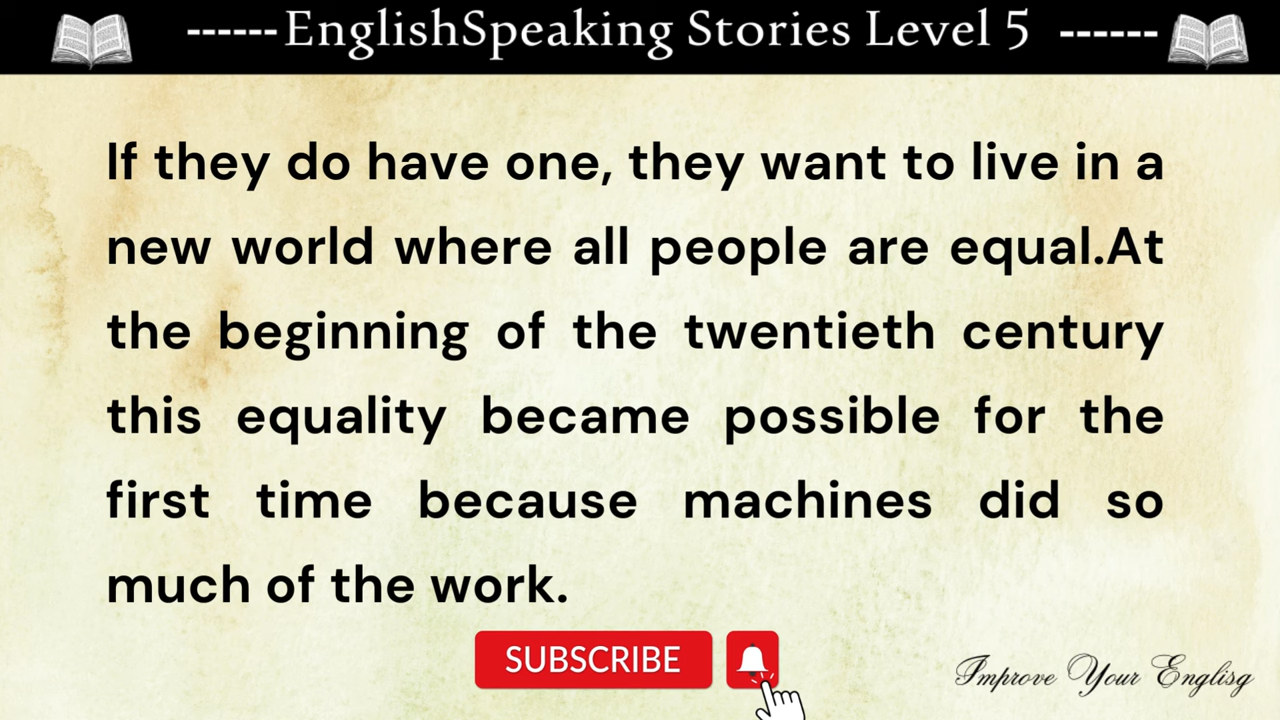 ------EnglishSpeaking Stories Level 5 ------
If they do have one, they want to live in a
new world where all people are equal.At
the beginning of the twentieth century
this equality became possible for the
first time because machines did so
much of the work.
SUBSCRIBE
Improve Your Englisg